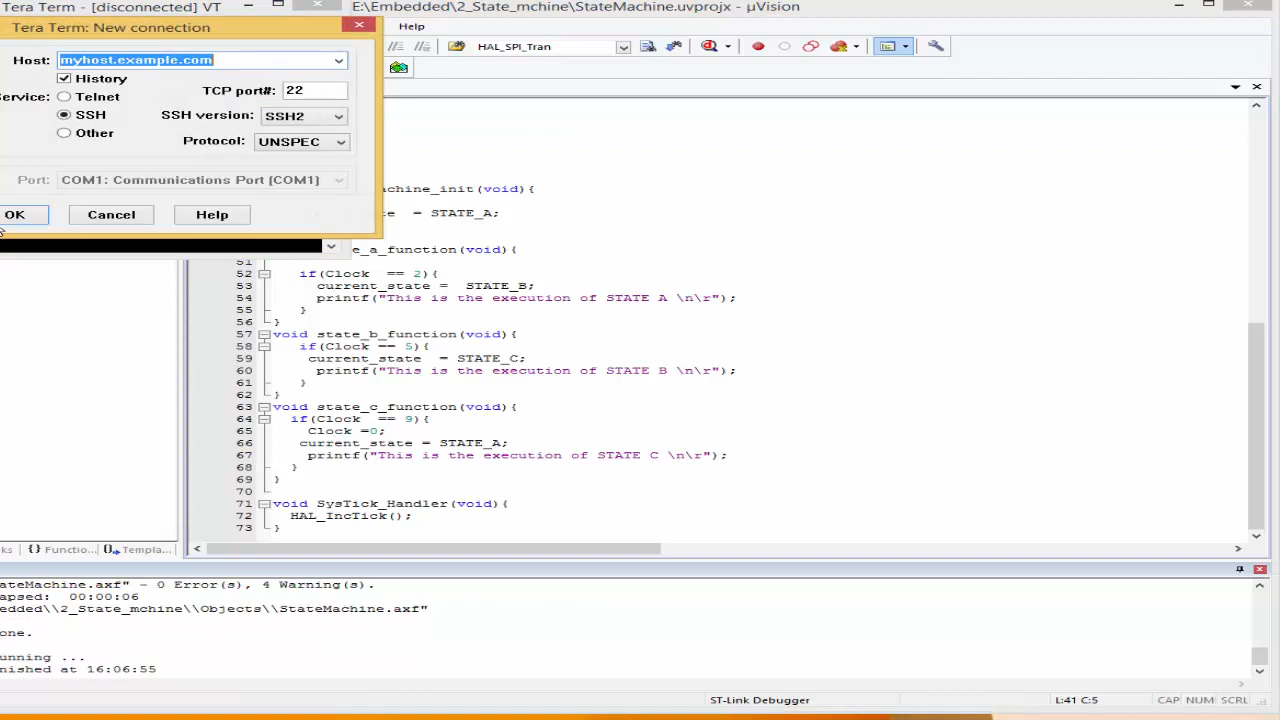 Tera Term - [disconnected] VT
E:\Embedded\2_State_mchine\StateMachine.uvprojx - µVision
Tera Term: New connection
Help
HAL_SPI_Tran
Host: myhost.example.com
History
Service: Telnet
TCP port#: 22
SSH
SSH version: SSH2
Other
Protocol: UNSPEC
Port: COM1: Communications Port (COM1)
OK Cancel Help
achine_init(void){
te = STATE_A;
e_a_function(void){
51
52 if(Clock == 2){
53 current_state = STATE_B;
54 printf("This is the execution of STATE A \n\r");
55 }
56 }
57 void state_b_function(void){
58 if(Clock == 5){
59 current_state = STATE_C;
60 printf("This is the execution of STATE B \n\r");
61 }
62 }
63 void state_c_function(void){
64 if(Clock == 9){
65 Clock =0;
66 current_state = STATE_A;
67 printf("This is the execution of STATE C \n\r");
68 }
69 }
70
71 void SysTick_Handler(void){
72 HAL_IncTick();
73 }
ks {} Functio... Templa...
ateMachine.axf" - 0 Error(s), 4 Warning(s).
apsed: 00:00:06
edded\\2_State_mchine\\Objects\\StateMachine.axf"
one.
unning ...
nished at 16:06:55
ST-Link Debugger
L:41 C:5
CAP NUM SCRL